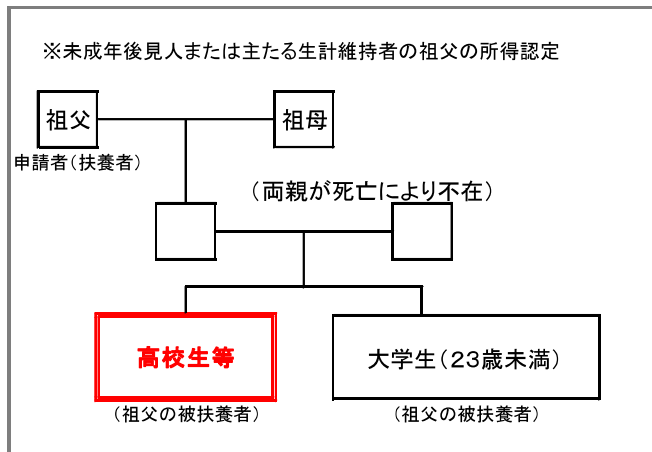 ※未成年後見人または主たる生計維持者の祖父の所得認定
祖父
祖母
申請者(扶養者)
(両親が死亡により不在)
高校生等
大学生(23歳未満)
(祖父の被扶養者)
(祖父の被扶養者)